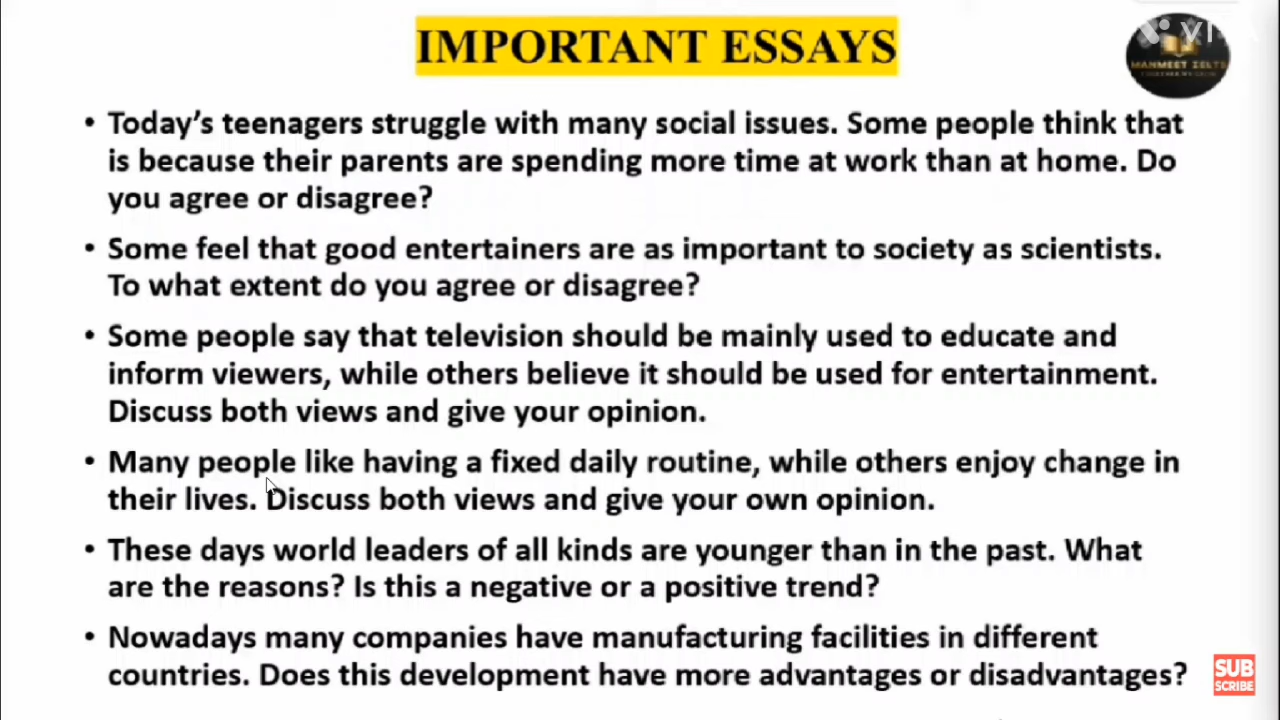 IMPORTANT ESSAYS
MANMEET IELTS
• Today's teenagers struggle with many social issues. Some people think that
is because their parents are spending more time at work than at home. Do
you agree or disagree?
• Some feel that good entertainers are as important to society as scientists.
To what extent do you agree or disagree?
• Some people say that television should be mainly used to educate and
inform viewers, while others believe it should be used for entertainment.
Discuss both views and give your opinion.
• Many people like having a fixed daily routine, while others enjoy change in
their lives. Discuss both views and give your own opinion.
• These days world leaders of all kinds are younger than in the past. What
are the reasons? Is this a negative or a positive trend?
• Nowadays many companies have manufacturing facilities in different
countries. Does this development have more advantages or disadvantages?
SUB
SCRIBE